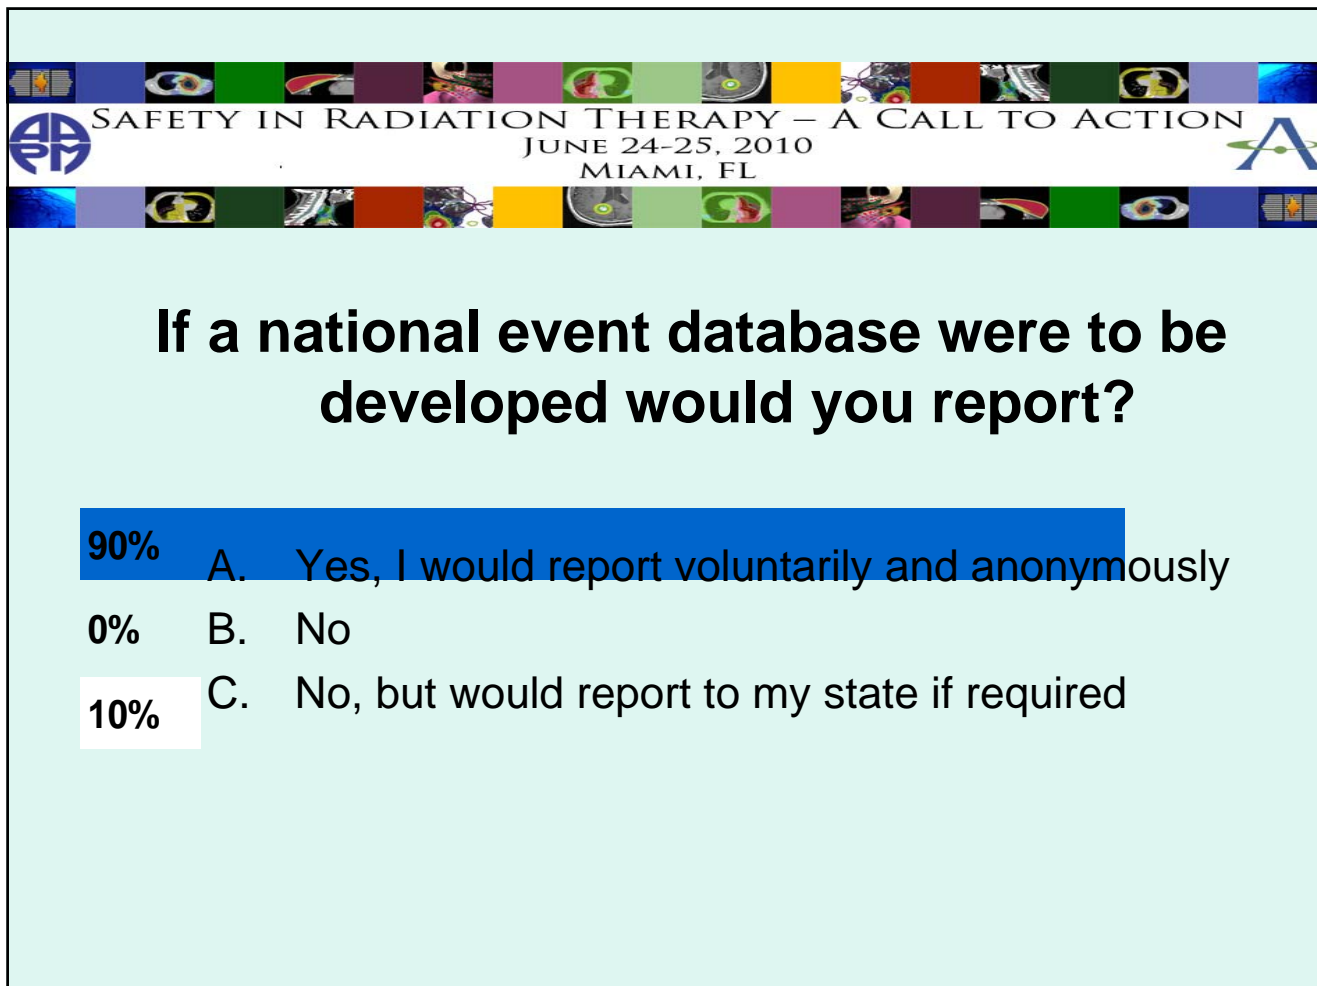 SAFETY IN RADIATION THERAPY – A CALL TO ACTION
JUNE 24-25, 2010
MIAMI, FL
AAPM
If a national event database were to be
developed would you report?
90% A. Yes, I would report voluntarily and anonymously
0% B. No
10% C. No, but would report to my state if required